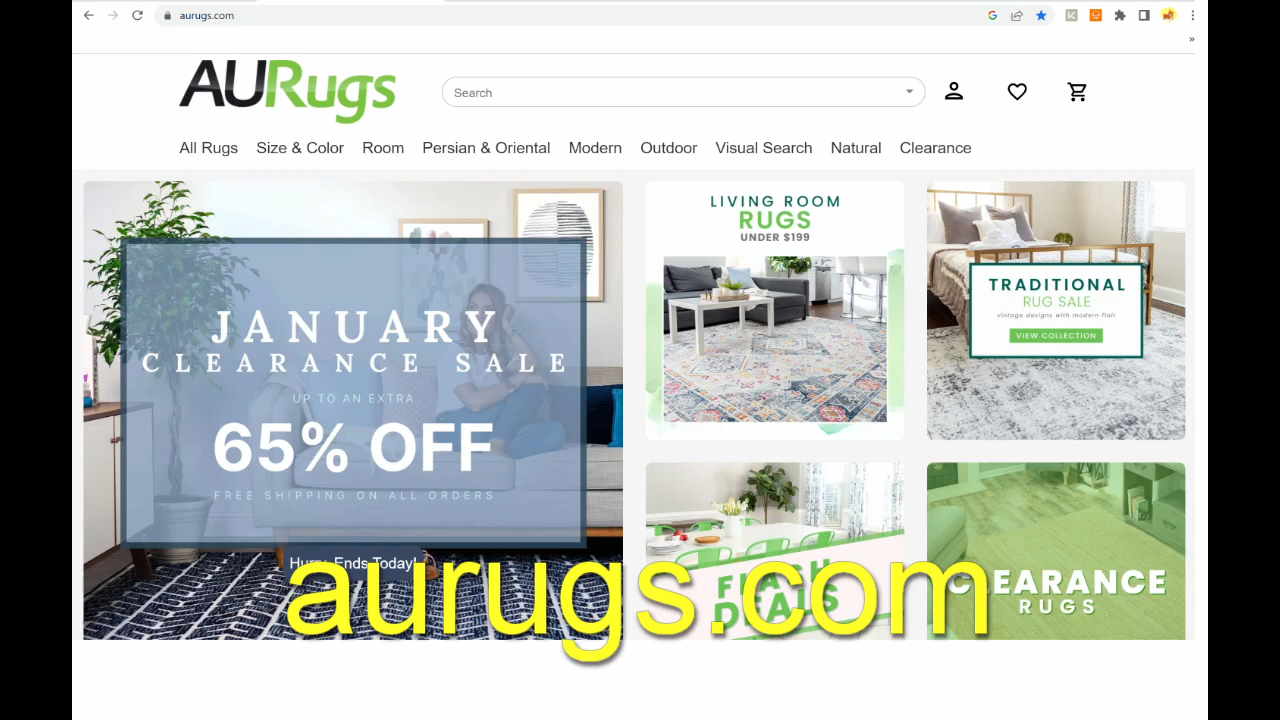 aurugs.com
AURugs
Search
All Rugs Size & Color Room Persian & Oriental Modern Outdoor Visual Search Natural Clearance
JANUARY
CLEARANCE SALE
UP TO AN EXTRA
65% OFF
FREE SHIPPING ON ALL ORDERS
Hurry, Ends Today!
LIVING ROOM
RUGS
UNDER $199
TRADITIONAL
RUG SALE
vintage designs with modern flair
VIEW COLLECTION
FLASH
DEALS
CLEARANCE
RUGS
aurugs.com